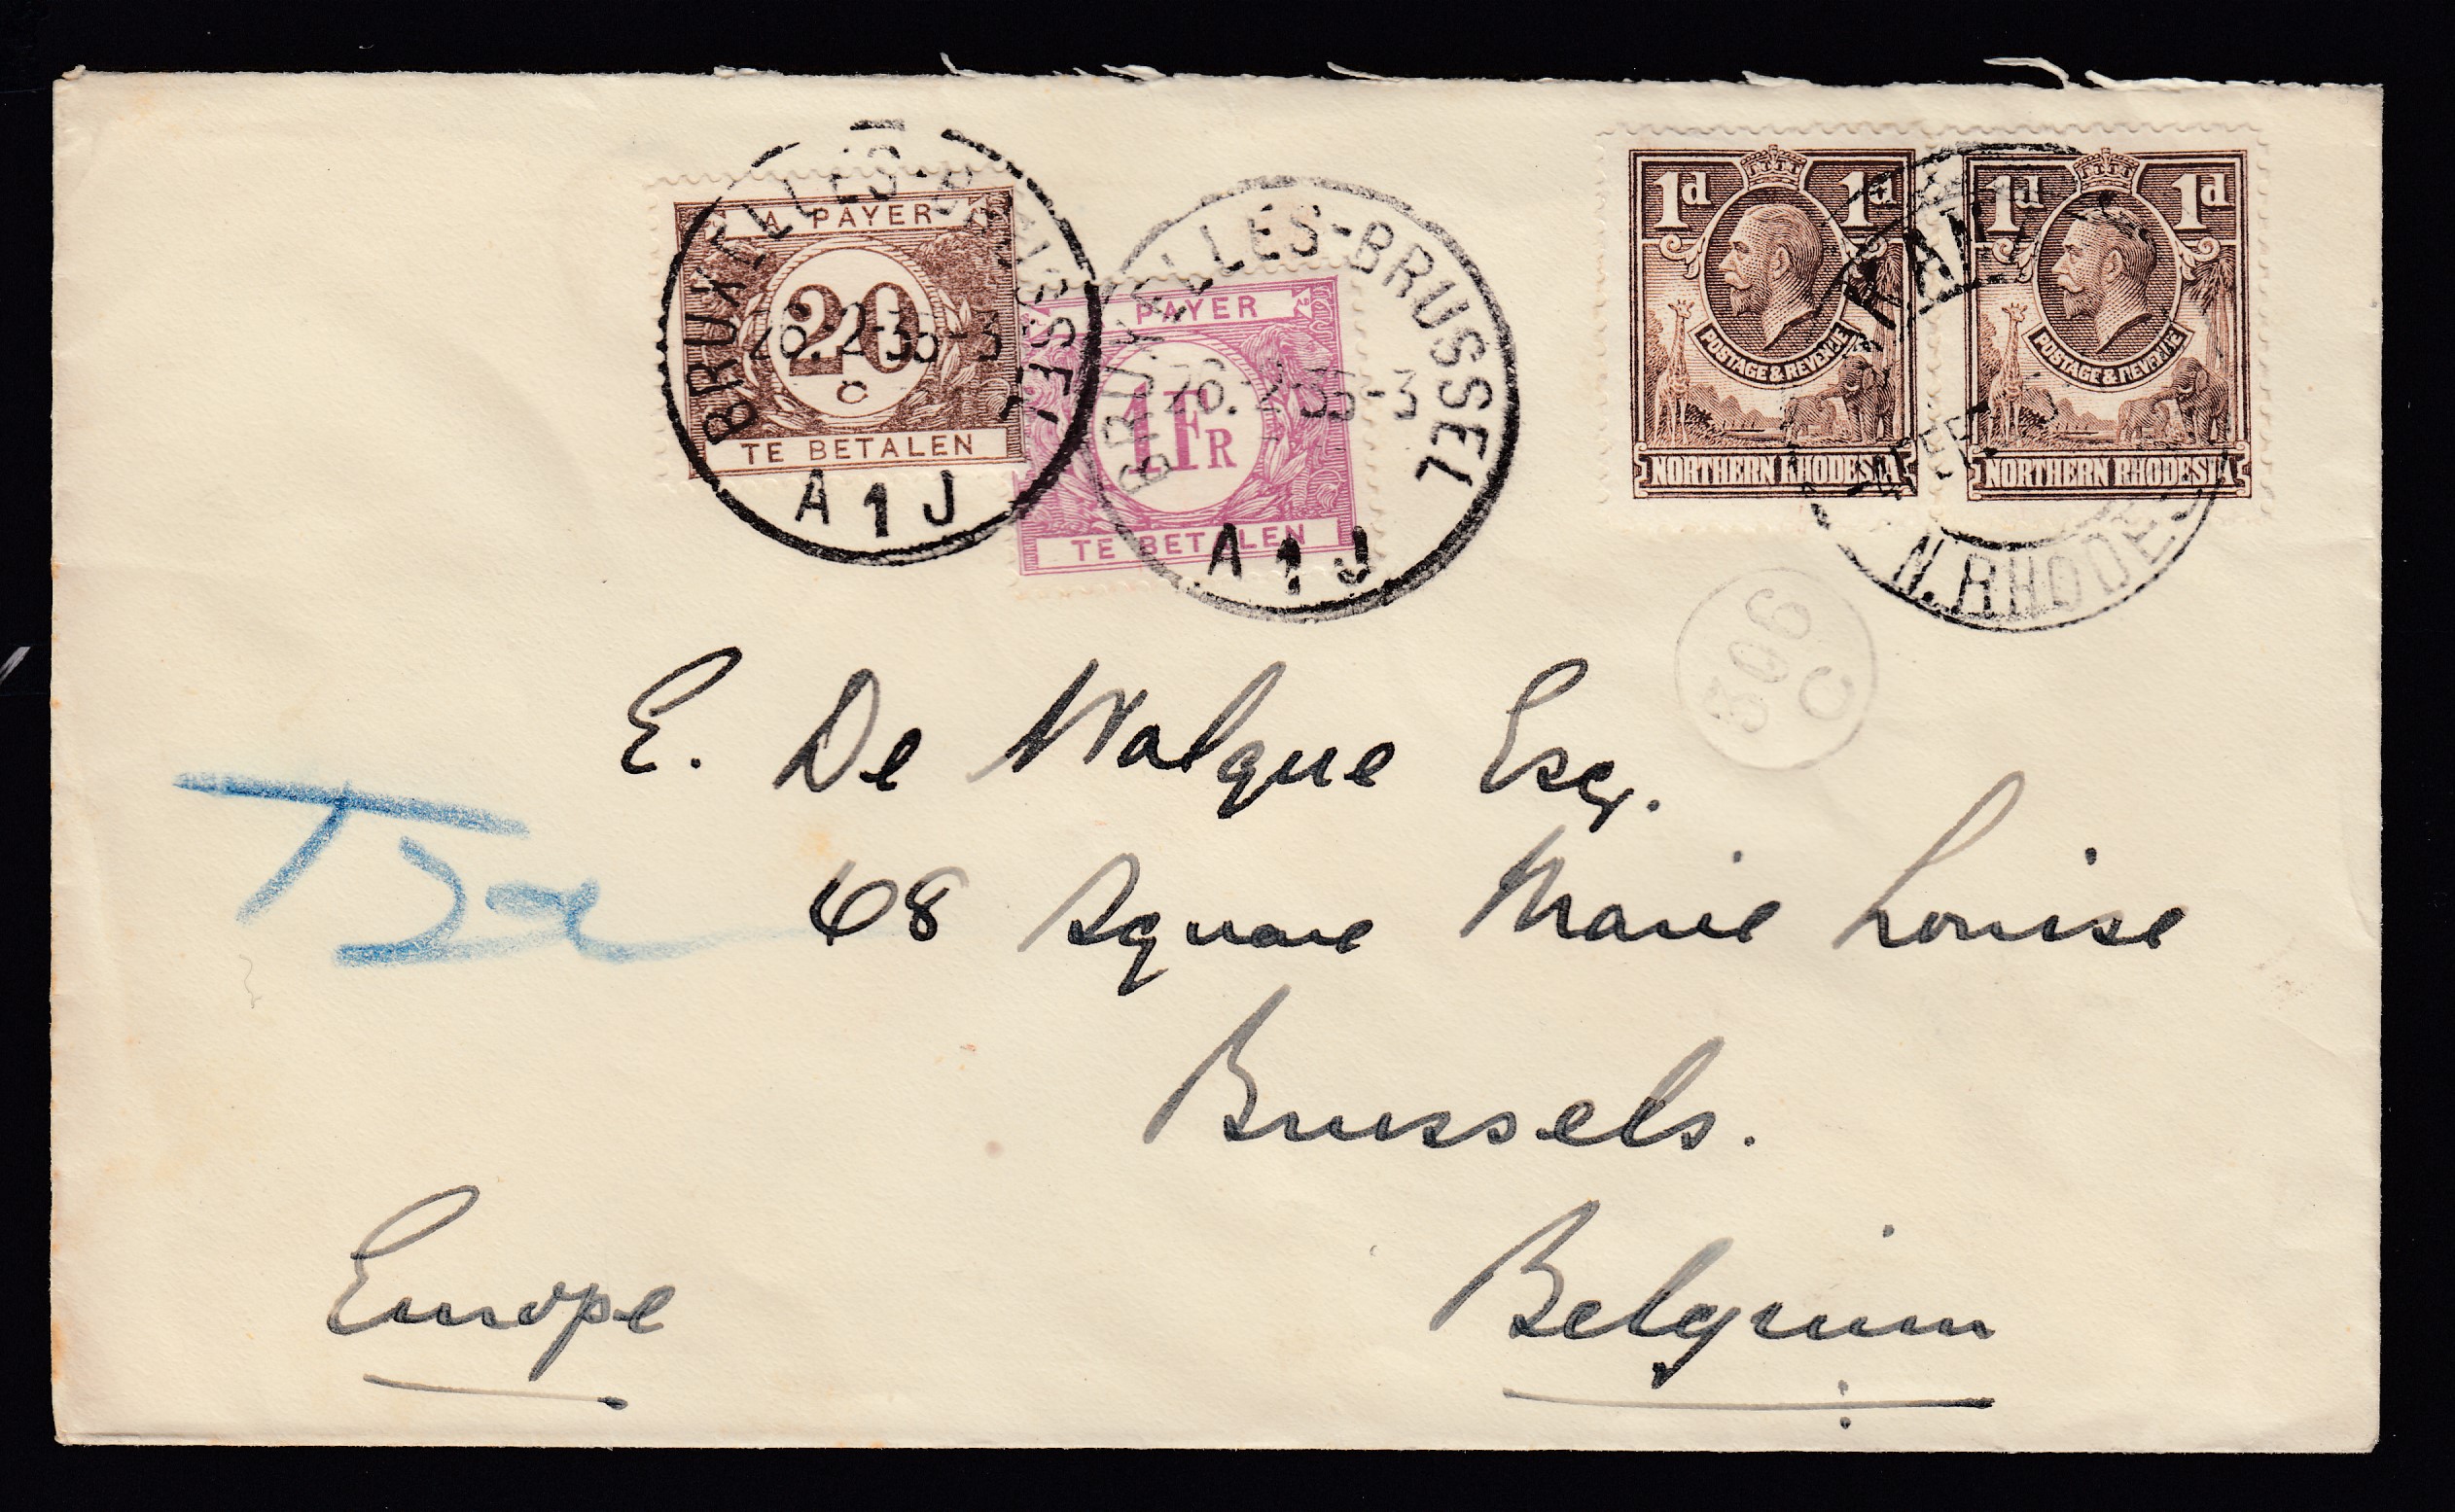 BRUXELLES-BRUSSEL
A PAYER
20
c
TE BETALEN
A 1 J
BRUXELLES-BRUSSEL
PAYER
1 FR
TE BETALEN
A 1 J
1d 1d
POSTAGE & REVENUE
NORTHERN RHODESIA
1d 1d
POSTAGE & REVENUE
NORTHERN RHODESIA
N. RHODE
306
C
E. De Walque Esq.
T
68 Square Marie Louise
Brussels.
Europe
Belgium